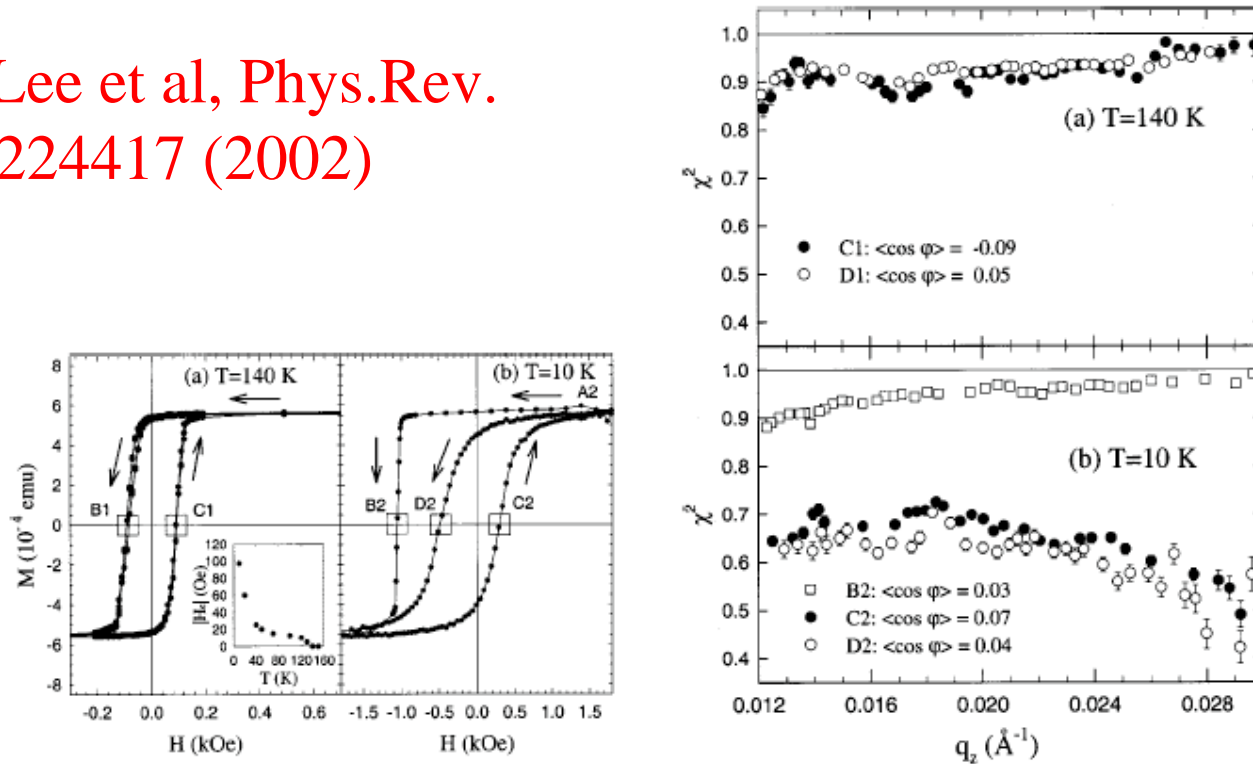 Lee et al, Phys.Rev.
224417 (2002)
(a) T=140 K
(b) T=10 K
A2
B1
C1
B2
D2
C2
M (10⁻⁴ emu)
8
6
4
2
0
-2
-4
-6
-8
-0.2 0.0 0.2 0.4 0.6
H (kOe)
-1.5 -1.0 -0.5 0.0 0.5 1.0 1.5
H (kOe)
120
100
80
60
40
20
0
0 40 60 80 100 120 160
T (K)
1.0
0.9
0.8
0.7
0.6
0.5
0.4
χ²
(a) T=140 K
C1: <cos φ> = -0.09
D1: <cos φ> = 0.05
1.0
0.9
0.8
0.7
0.6
0.5
0.4
χ²
(b) T=10 K
B2: <cos φ> = 0.03
C2: <cos φ> = 0.07
D2: <cos φ> = 0.04
0.012 0.016 0.020 0.024 0.028
q_z (Å⁻¹)